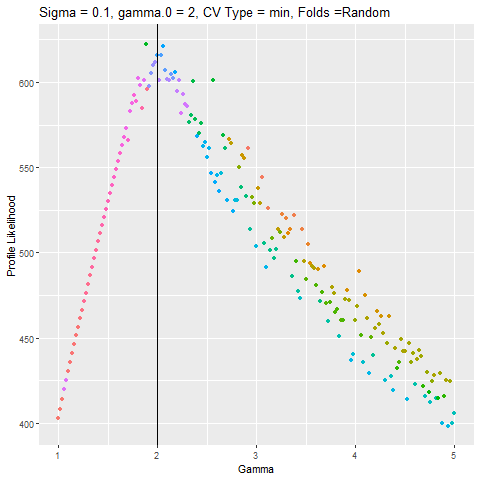 Sigma = 0.1, gamma.0 = 2, CV Type = min, Folds =Random
Profile Likelihood
600
550
500
450
400
1 2 3 4 5
Gamma